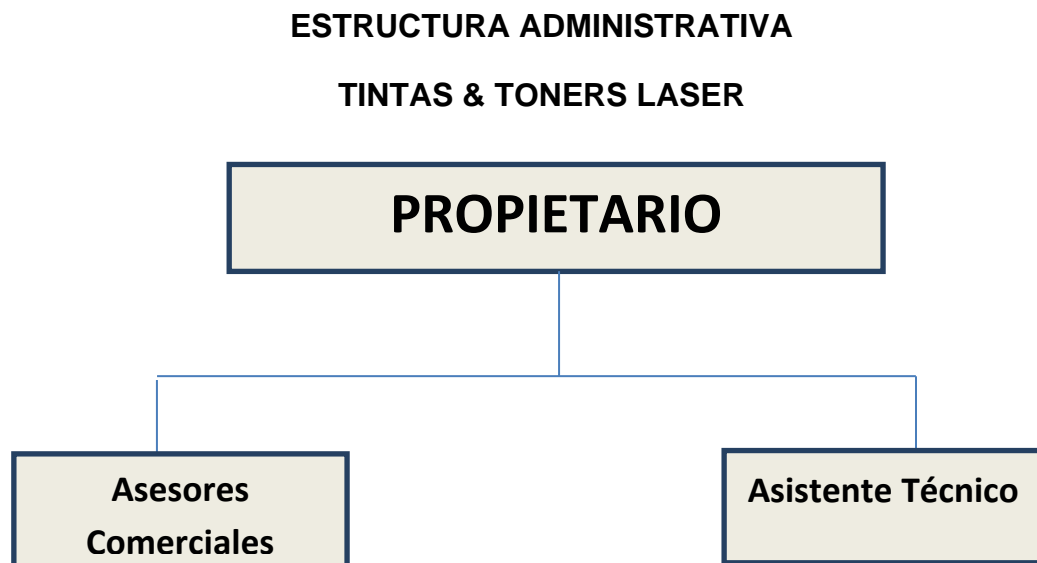 ESTRUCTURA ADMINISTRATIVA
TINTAS & TONERS LASER
PROPIETARIO
Asesores
Comerciales
Asistente Técnico